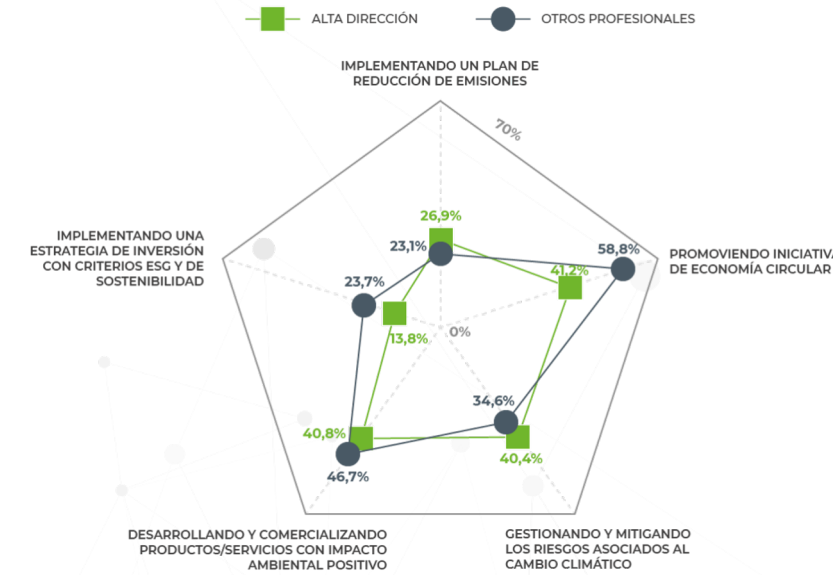 ALTA DIRECCIÓN
OTROS PROFESIONALES
IMPLEMENTANDO UN PLAN DE
REDUCCIÓN DE EMISIONES
70%
26,9%
23,1%
58,8%
41,2%
PROMOVIENDO INICIATIVA
DE ECONOMÍA CIRCULAR
IMPLEMENTANDO UNA
ESTRATEGIA DE INVERSIÓN
CON CRITERIOS ESG Y DE
SOSTENIBILIDAD
23,7%
13,8%
0%
34,6%
40,4%
40,8%
46,7%
DESARROLLANDO Y COMERCIALIZANDO
PRODUCTOS/SERVICIOS CON IMPACTO
AMBIENTAL POSITIVO
GESTIONANDO Y MITIGANDO
LOS RIESGOS ASOCIADOS AL
CAMBIO CLIMÁTICO